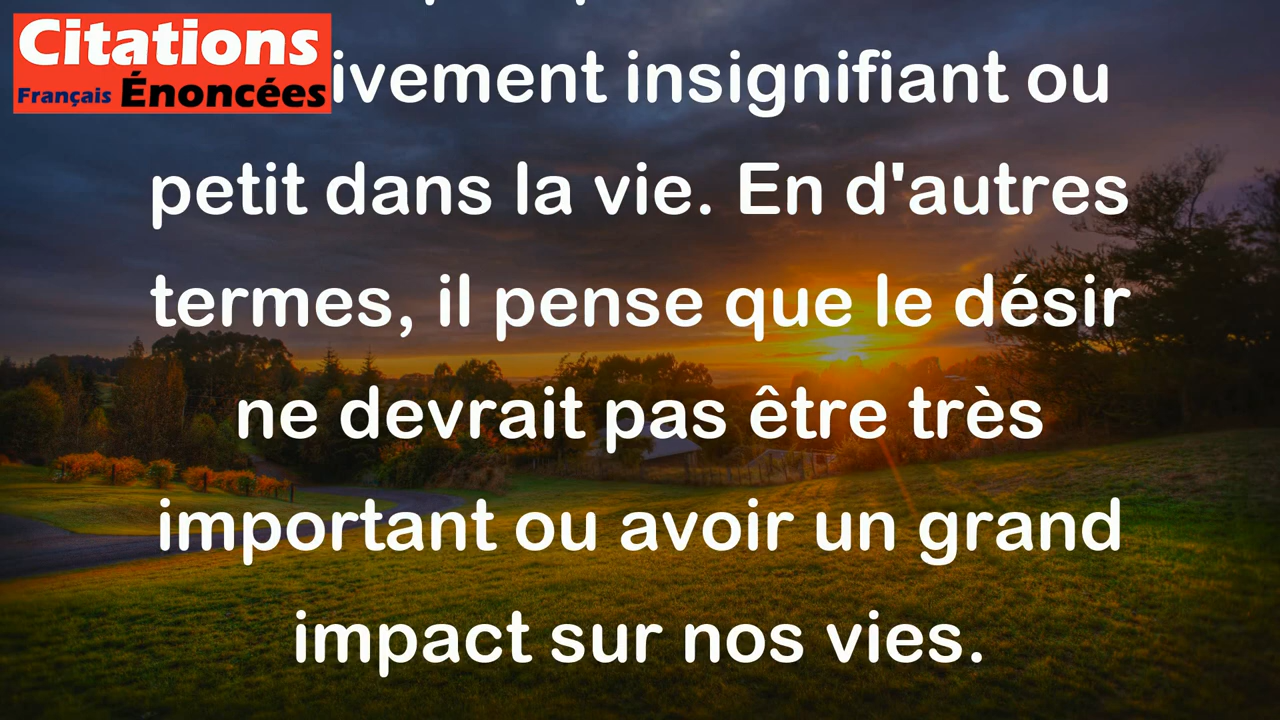 Citations
Français Énoncées
ivement insignifiant ou
petit dans la vie. En d'autres
termes, il pense que le désir
ne devrait pas être très
important ou avoir un grand
impact sur nos vies.